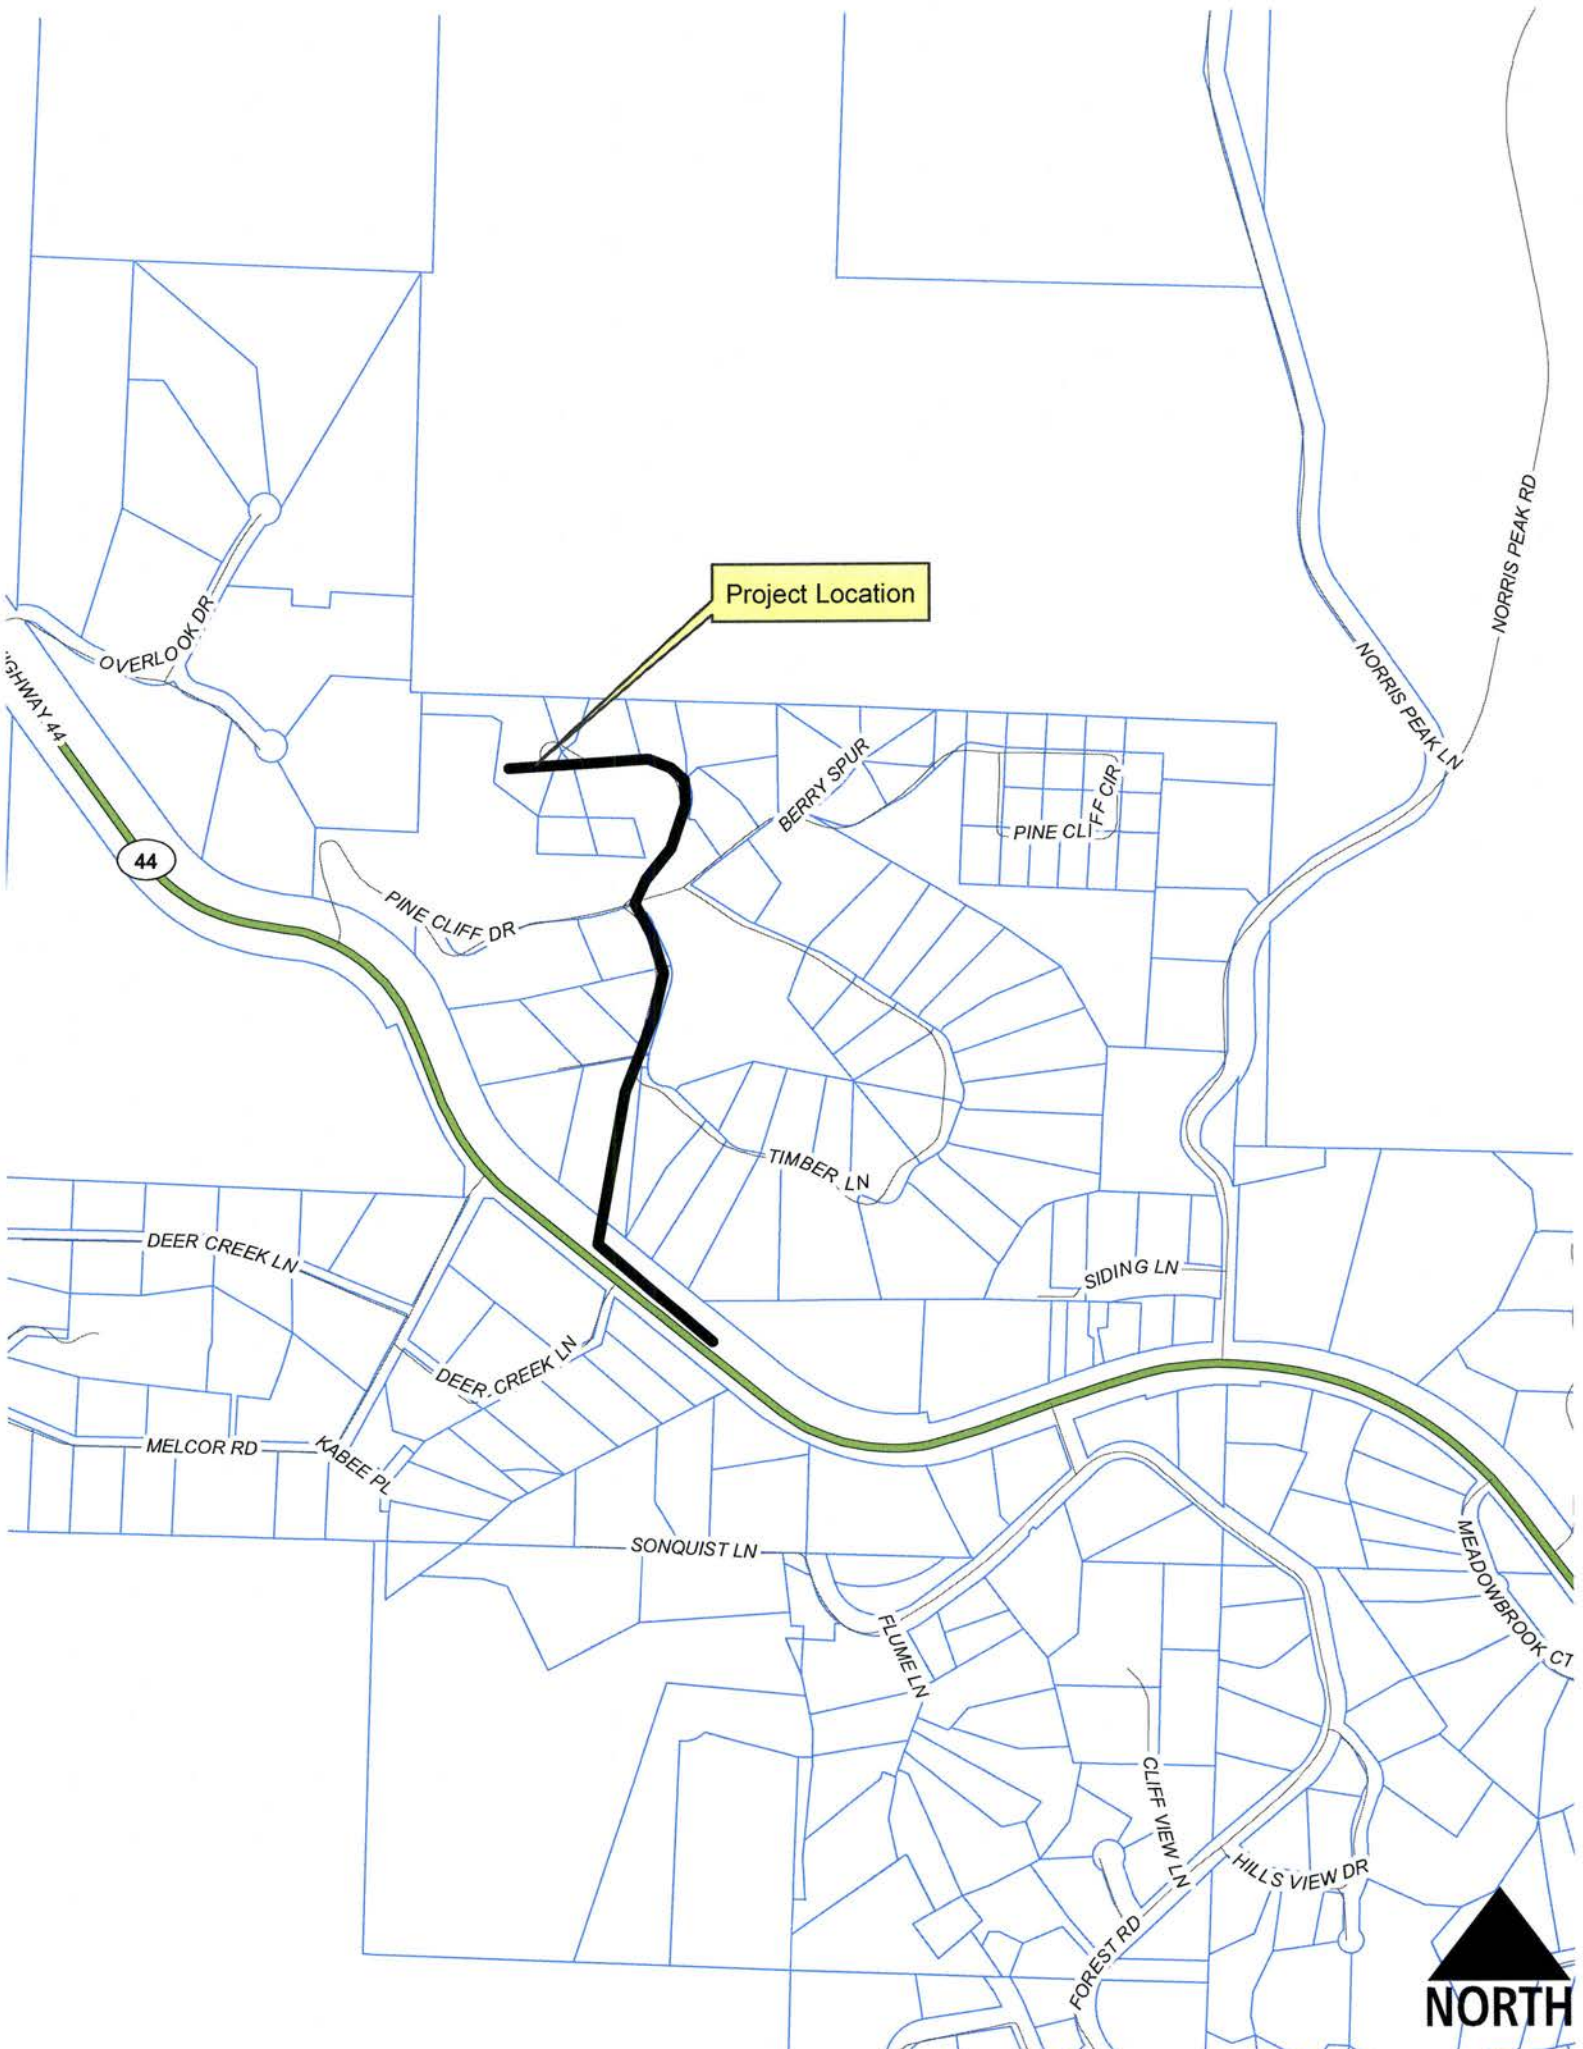 NORRIS PEAK RD
Project Location
OVERLOOK DR
IGHWAY 44
NORRIS PEAK LN
BERRY SPUR
PINE CLIFF CIR
44
PINE CLIFF DR
TIMBER LN
DEER CREEK LN
SIDING LN
DEER CREEK LN
MELCOR RD
KABEE PL
SONQUIST LN
MEADOWBROOK CT
FLUME LN
CLIFF VIEW LN
HILLS VIEW DR
FOREST RD
NORTH